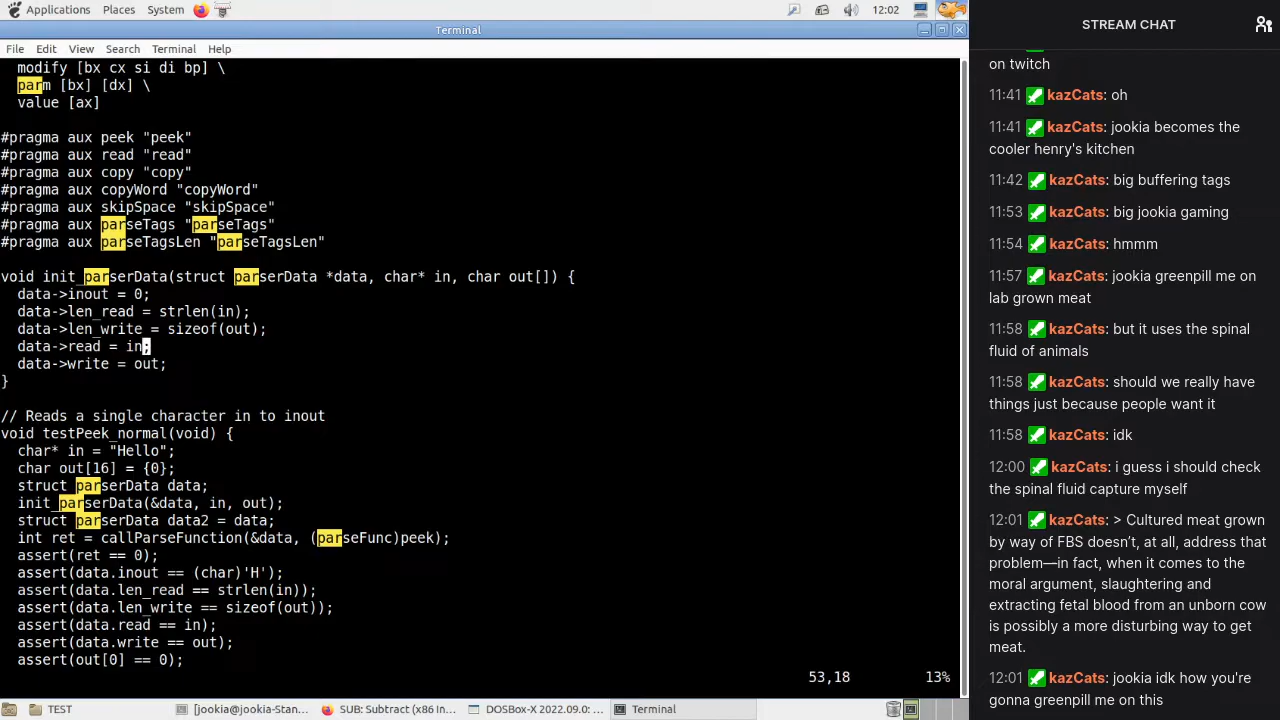 Applications Places System 12:02
Terminal
File Edit View Search Terminal Help
modify [bx cx si di bp] \
parm [bx] [dx] \
value [ax]
#pragma aux peek "peek"
#pragma aux read "read"
#pragma aux copy "copy"
#pragma aux copyWord "copyWord"
#pragma aux skipSpace "skipSpace"
#pragma aux parseTags "parseTags"
#pragma aux parseTagsLen "parseTagsLen"
void init_parserData(struct parserData *data, char* in, char out[]) {
data->inout = 0;
data->len_read = strlen(in);
data->len_write = sizeof(out);
data->read = in;
data->write = out;
}
// Reads a single character in to inout
void testPeek_normal(void) {
char* in = "Hello";
char out[16] = {0};
struct parserData data;
init_parserData(&data, in, out);
struct parserData data2 = data;
int ret = callParseFunction(&data, (parseFunc)peek);
assert(ret == 0);
assert(data.inout == (char)'H');
assert(data.len_read == strlen(in));
assert(data.len_write == sizeof(out));
assert(data.read == in);
assert(data.write == out);
assert(out[0] == 0);
53,18 13%
TEST [jookia@jookia-Stan... SUB: Subtract (x86 In... DOSBox-X 2022.09.0: ... Terminal
STREAM CHAT
on twitch
11:41 kazCats: oh
11:41 kazCats: jookia becomes the
cooler henry's kitchen
11:42 kazCats: big buffering tags
11:53 kazCats: big jookia gaming
11:54 kazCats: hmmm
11:57 kazCats: jookia greenpill me on
lab grown meat
11:58 kazCats: but it uses the spinal
fluid of animals
11:58 kazCats: should we really have
things just because people want it
11:58 kazCats: idk
12:00 kazCats: i guess i should check
the spinal fluid capture myself
12:01 kazCats: > Cultured meat grown
by way of FBS doesn't, at all, address that
problem—in fact, when it comes to the
moral argument, slaughtering and
extracting fetal blood from an unborn cow
is possibly a more disturbing way to get
meat.
12:01 kazCats: jookia idk how you're
gonna greenpill me on this